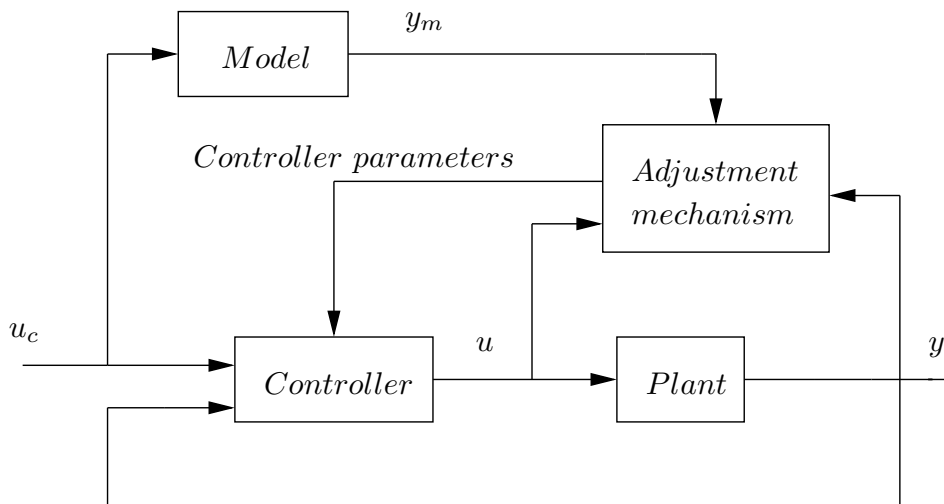 y_m
Model
Controller parameters
Adjustment
mechanism
u_c
u
y
Controller
Plant